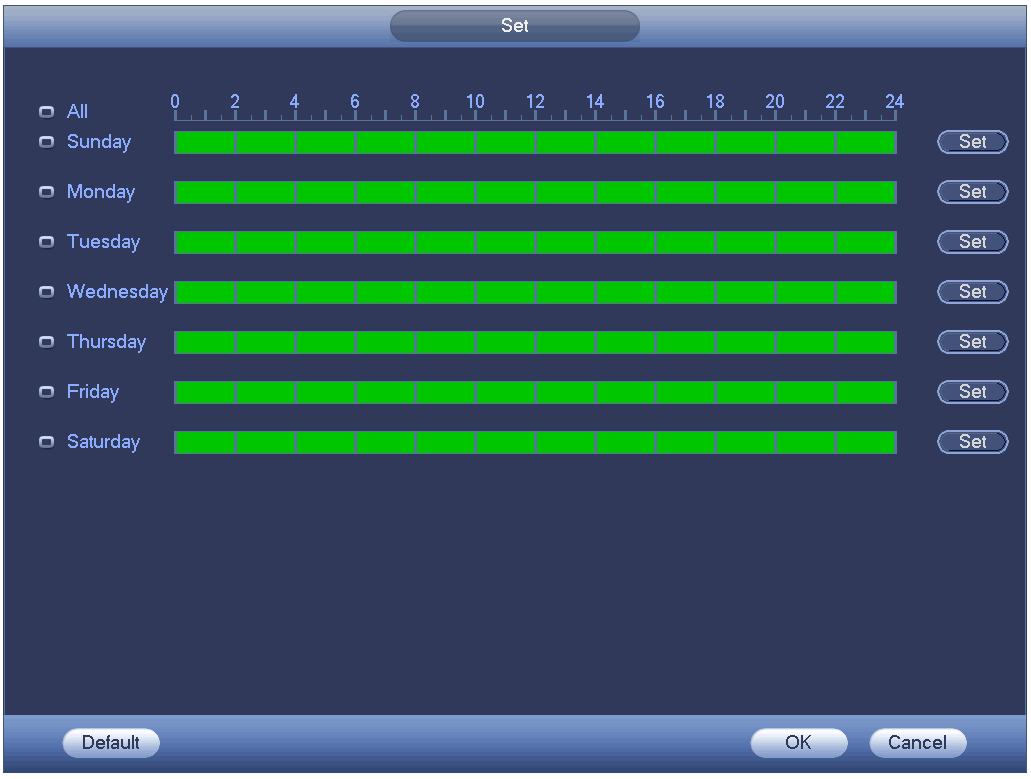 Set
0 2 4 6 8 10 12 14 16 18 20 22 24
All
Sunday Set
Monday Set
Tuesday Set
Wednesday Set
Thursday Set
Friday Set
Saturday Set
Default OK Cancel